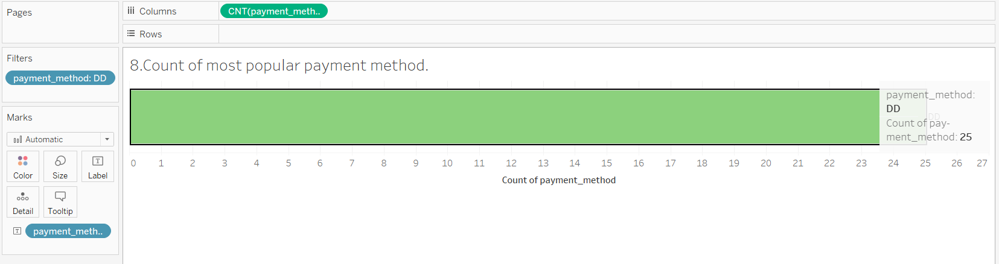 Pages
Columns
CNT(payment_meth..
Rows
Filters
payment_method: DD
Marks
Automatic
Color
Size
Label
Detail
Tooltip
payment_meth..
8.Count of most popular payment method.
payment_method:
DD
DD
Count of pay-
ment_method: 25
0 1 2 3 4 5 6 7 8 9 10 11 12 13 14 15 16 17 18 19 20 21 22 23 24 25 26 27
Count of payment_method